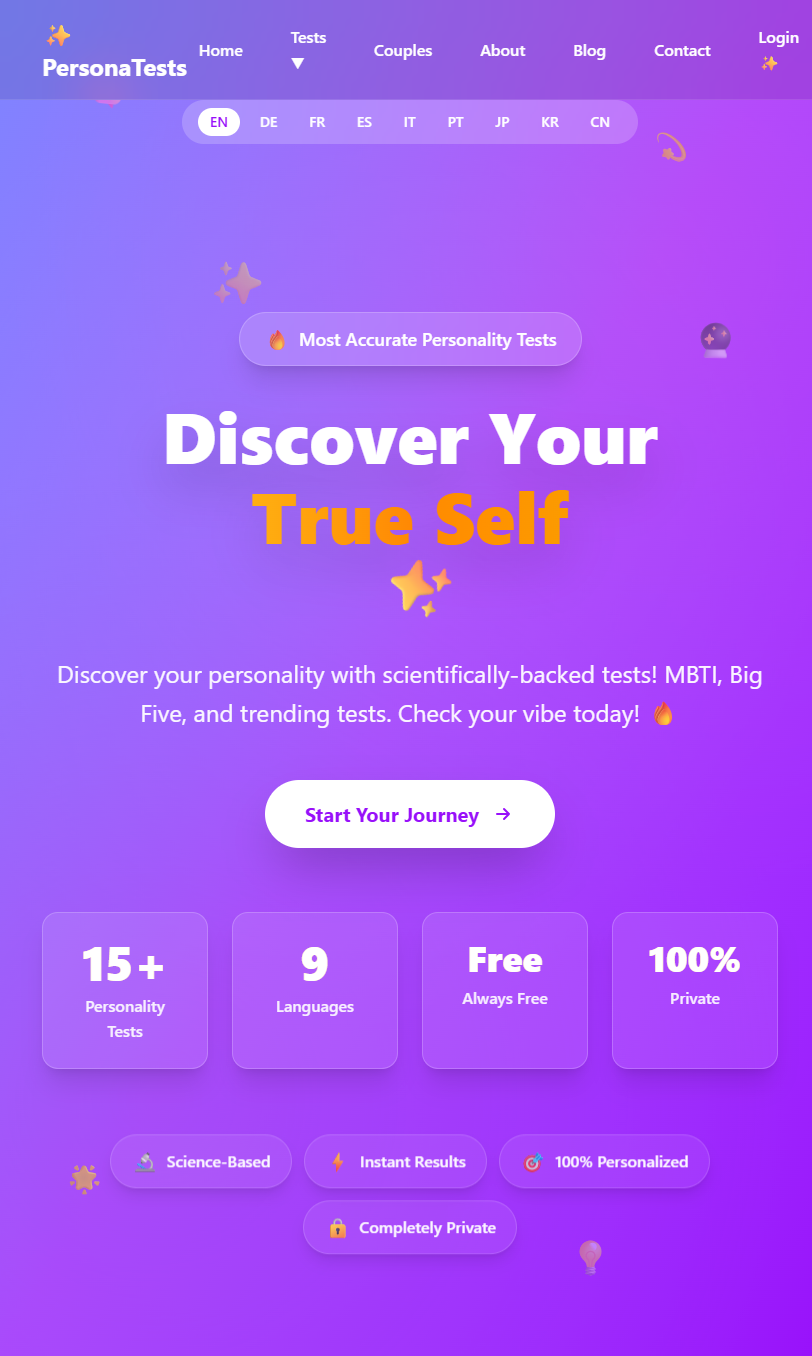 ✨
PersonaTests
Home
Tests
▼
Couples
About
Blog
Contact
Login
✨
EN DE FR ES IT PT JP KR CN
🔥 Most Accurate Personality Tests
Discover Your
True Self
✨
Discover your personality with scientifically-backed tests! MBTI, Big
Five, and trending tests. Check your vibe today! 🔥
Start Your Journey →
15+
Personality
Tests
9
Languages
Free
Always Free
100%
Private
🔬 Science-Based
⚡ Instant Results
🎯 100% Personalized
🔒 Completely Private